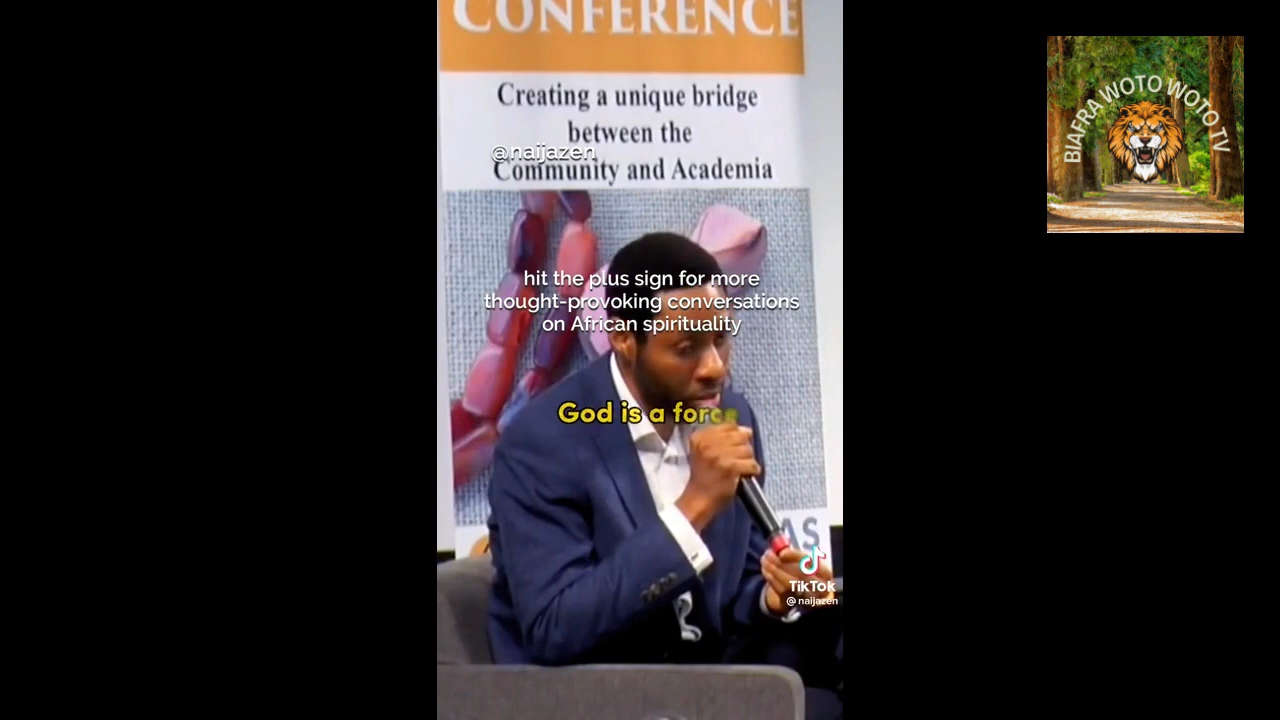 CONFERENCE
Creating a unique bridge
between the
@naijazen
Community and Academia
hit the plus sign for more
thought-provoking conversations
on African spirituality
God is a force
AS
TikTok
@naijazen
BIAFRA WOTO WOTO TV